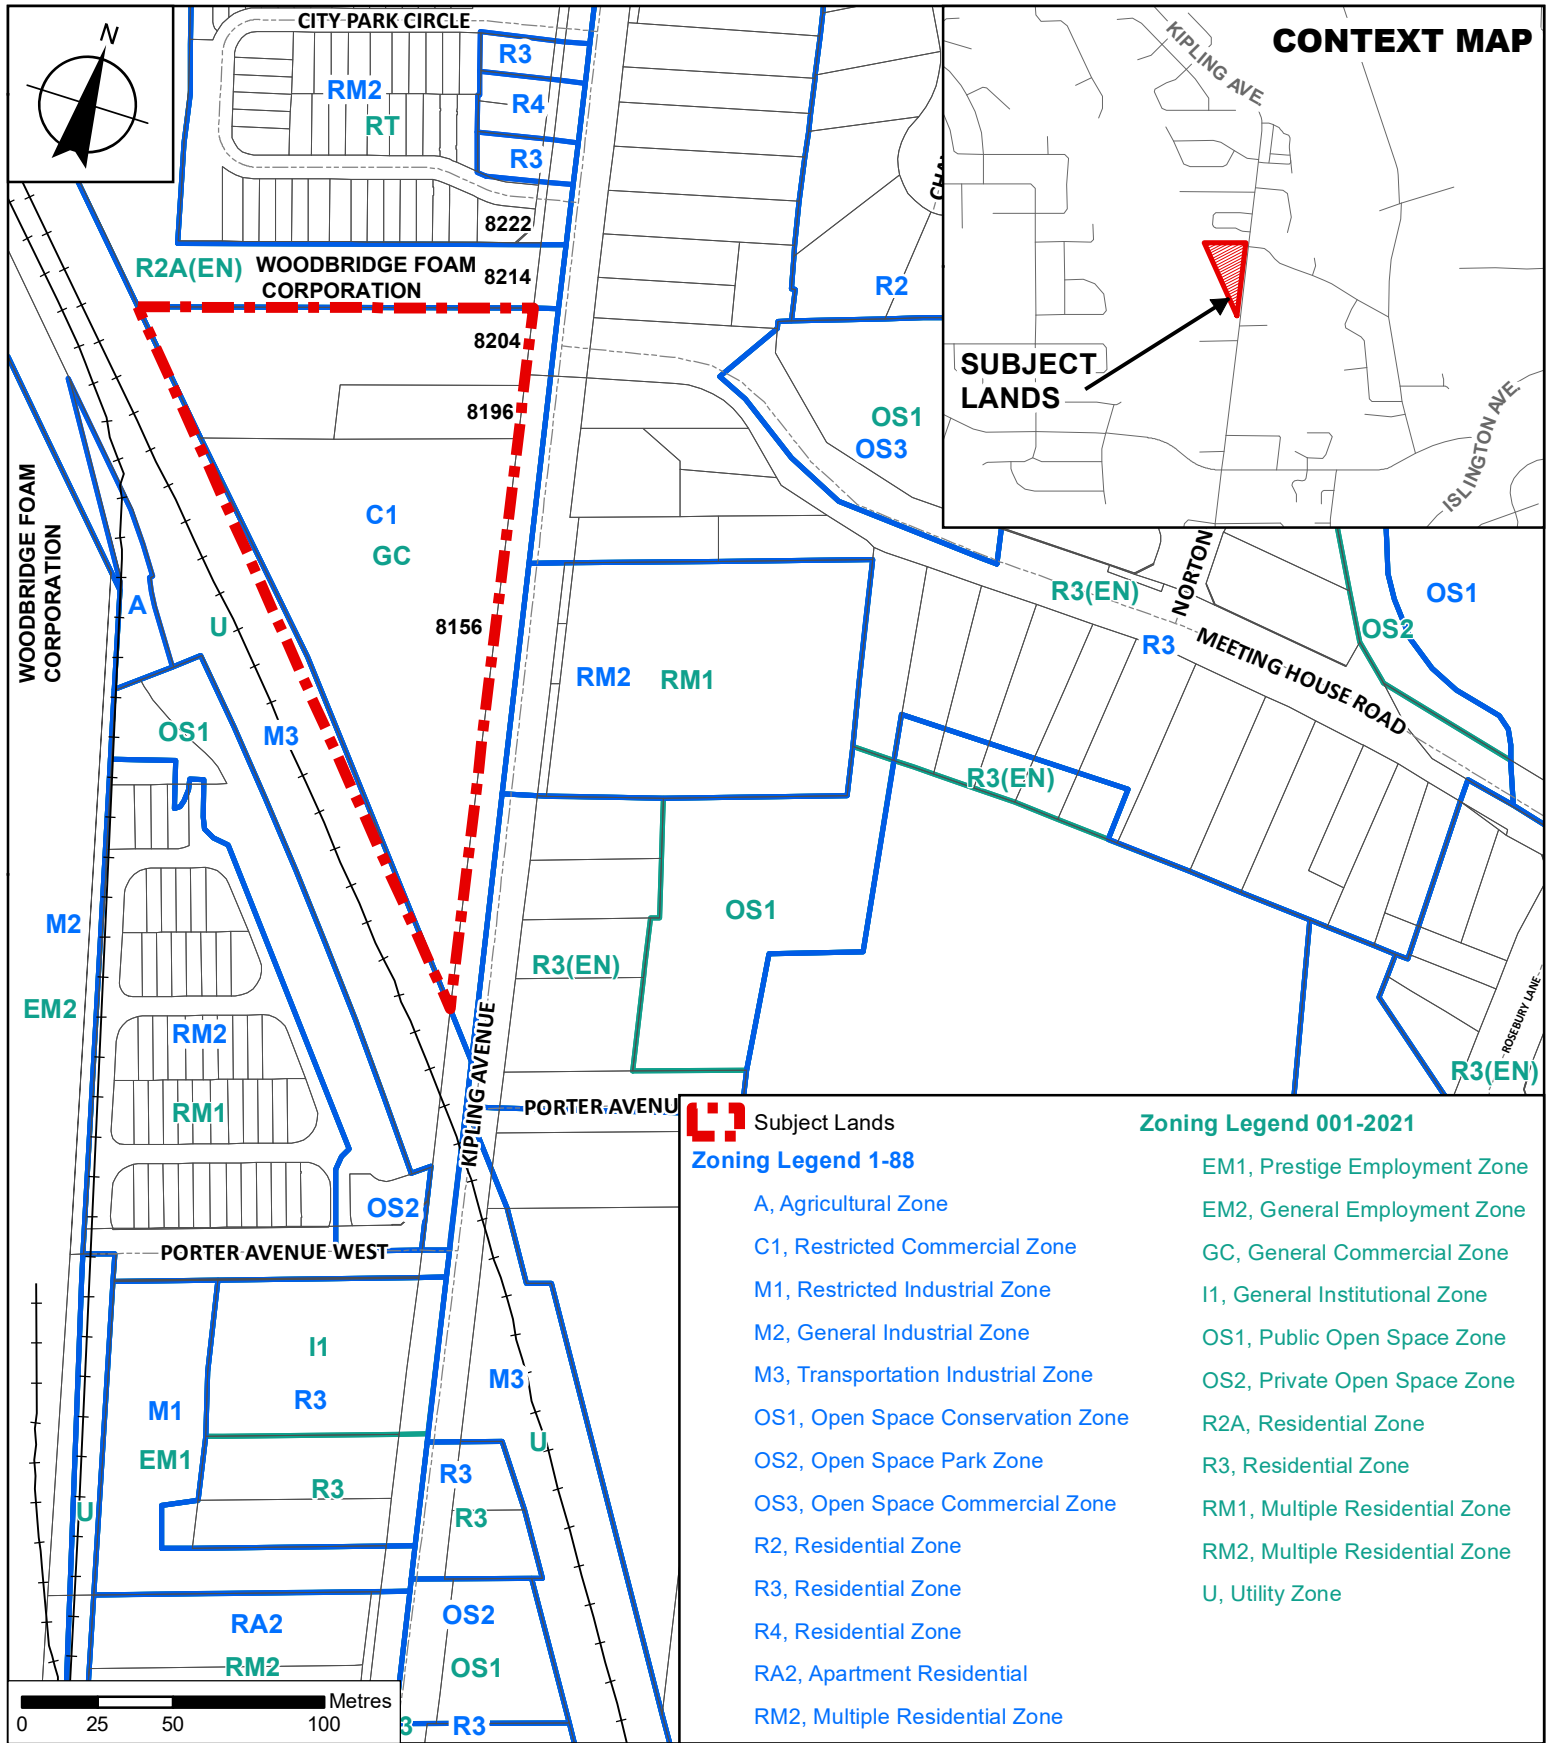 N
CITY PARK CIRCLE
RM2
RT
R3
R4
R3
8222
R2A(EN)
WOODBRIDGE FOAM
CORPORATION
8214
8204
8196
8156
C1
GC
R2
OS1
OS3
CONTEXT MAP
KIPLING AVE.
SUBJECT
LANDS
ISLINGTON AVE.
WOODBRIDGE FOAM
CORPORATION
A
U
M3
OS1
RM2
RM1
NORTON
R3(EN)
R3
MEETING HOUSE ROAD
OS2
OS1
R3(EN)
OS1
R3(EN)
M2
EM2
RM2
RM1
KIPLING AVENUE
PORTER AVENU
ROSEBURY LANE
R3(EN)
OS2
PORTER AVENUE WEST
I1
R3
M1
EM1
R3
U
M3
U
R3
R3
RA2
RM2
OS2
OS1
3
R3
Metres
0 25 50 100
Subject Lands
Zoning Legend 1-88
A, Agricultural Zone
C1, Restricted Commercial Zone
M1, Restricted Industrial Zone
M2, General Industrial Zone
M3, Transportation Industrial Zone
OS1, Open Space Conservation Zone
OS2, Open Space Park Zone
OS3, Open Space Commercial Zone
R2, Residential Zone
R3, Residential Zone
R4, Residential Zone
RA2, Apartment Residential
RM2, Multiple Residential Zone
Zoning Legend 001-2021
EM1, Prestige Employment Zone
EM2, General Employment Zone
GC, General Commercial Zone
I1, General Institutional Zone
OS1, Public Open Space Zone
OS2, Private Open Space Zone
R2A, Residential Zone
R3, Residential Zone
RM1, Multiple Residential Zone
RM2, Multiple Residential Zone
U, Utility Zone